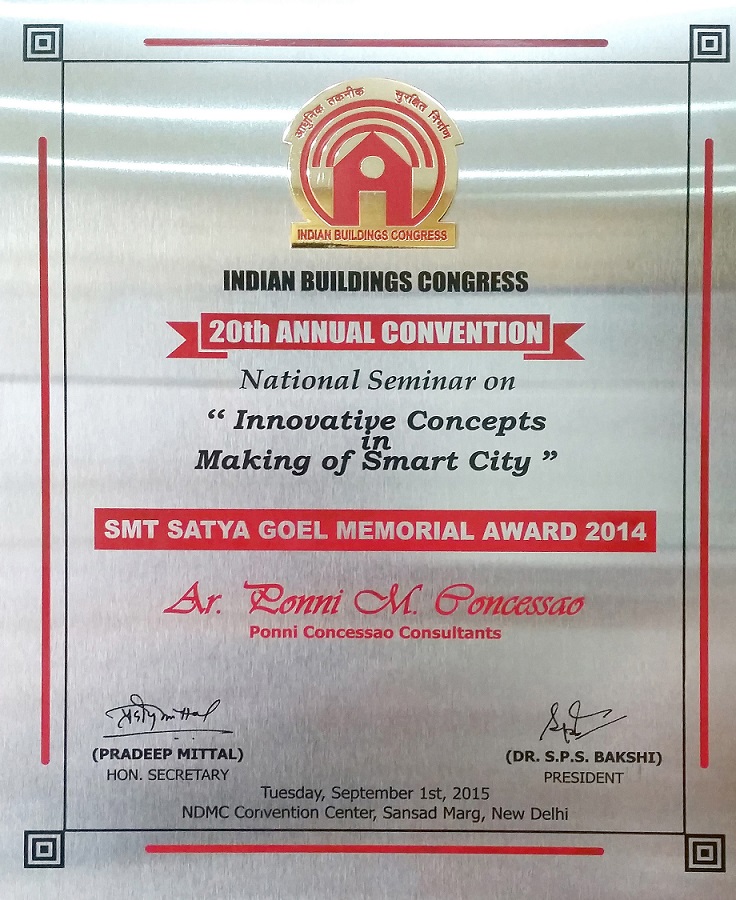 आधुनिक तकनीक सुरक्षित निर्माण
INDIAN BUILDINGS CONGRESS
INDIAN BUILDINGS CONGRESS
20th ANNUAL CONVENTION
National Seminar on
“ Innovative Concepts
in
Making of Smart City ”
SMT SATYA GOEL MEMORIAL AWARD 2014
Ar. Ponni M. Concessao
Ponni Concessao Consultants
(PRADEEP MITTAL)
HON. SECRETARY
(DR. S.P.S. BAKSHI)
PRESIDENT
Tuesday, September 1st, 2015
NDMC Convention Center, Sansad Marg, New Delhi